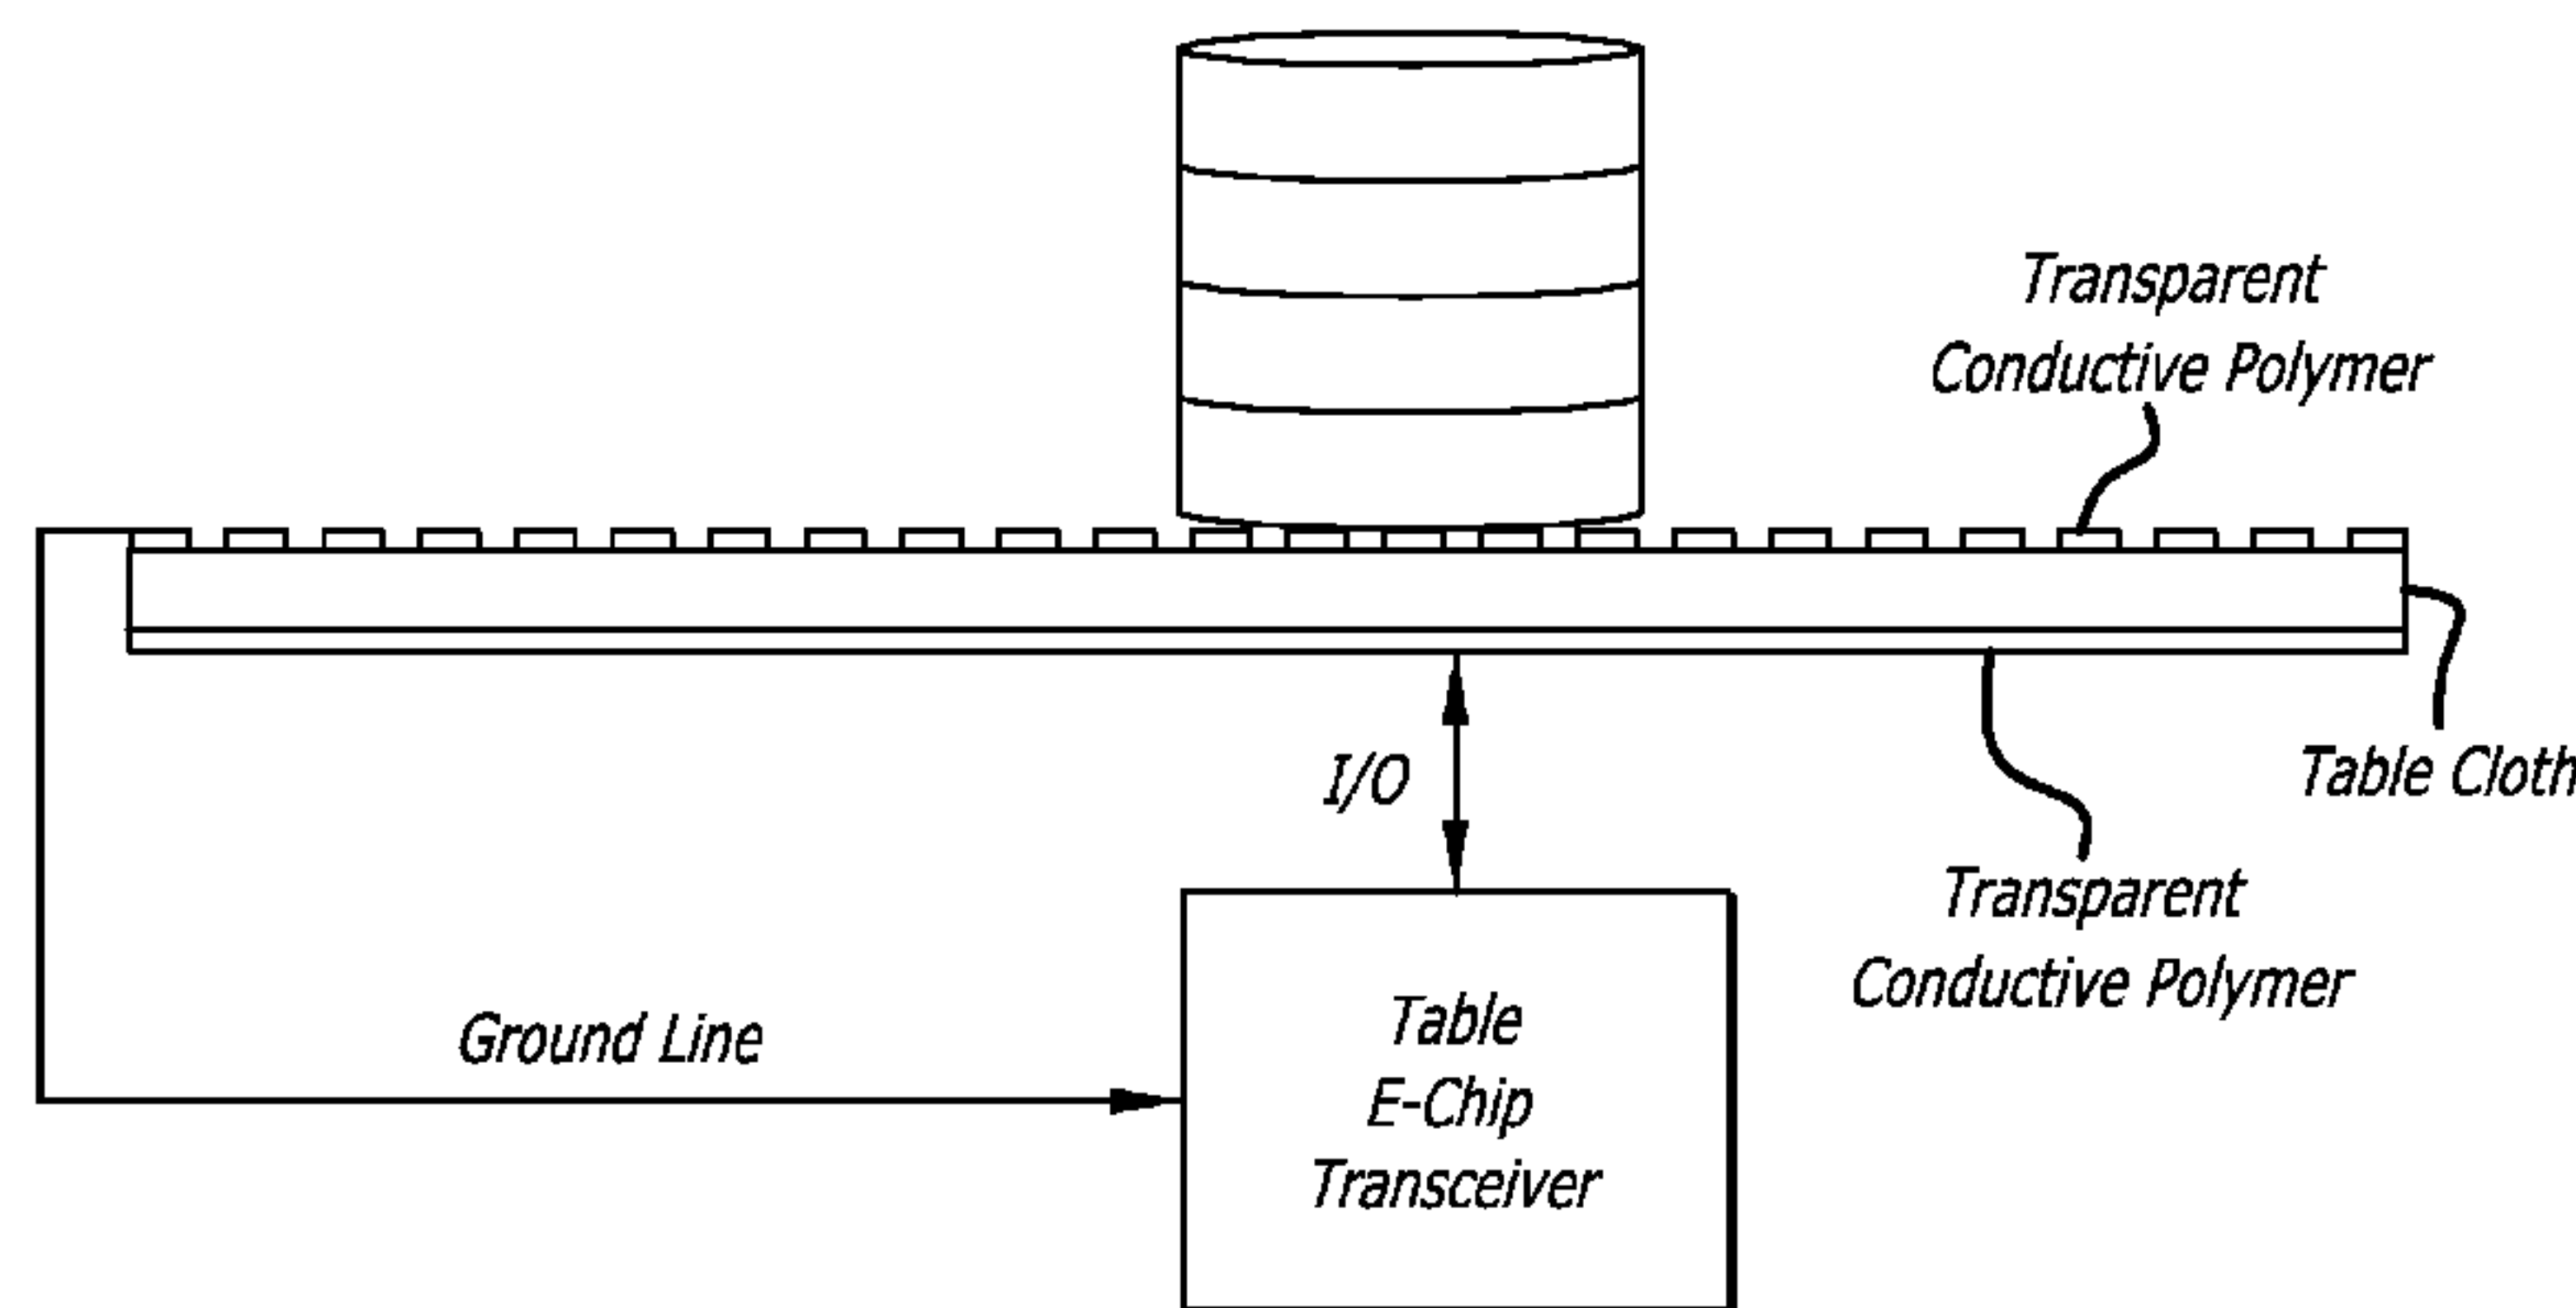 Transparent
Conductive Polymer
I/O
Table Cloth
Transparent
Conductive Polymer
Ground Line
Table
E-Chip
Transceiver